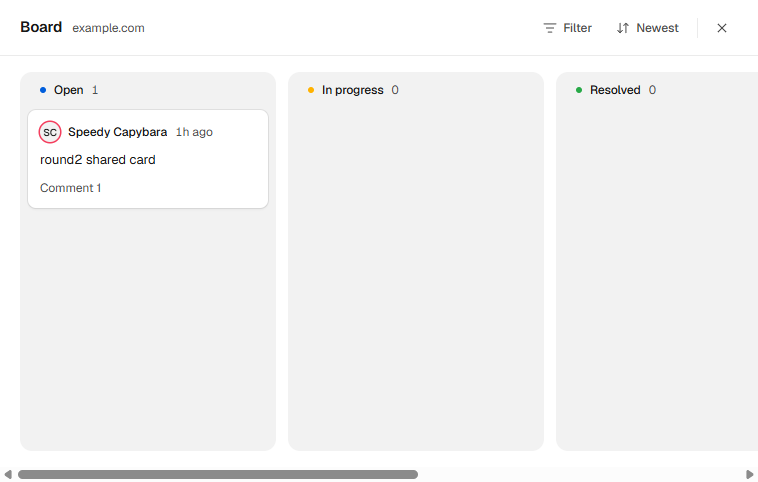 Board example.com Filter Newest
Open 1
SC Speedy Capybara 1h ago
round2 shared card
Comment 1
In progress 0
Resolved 0